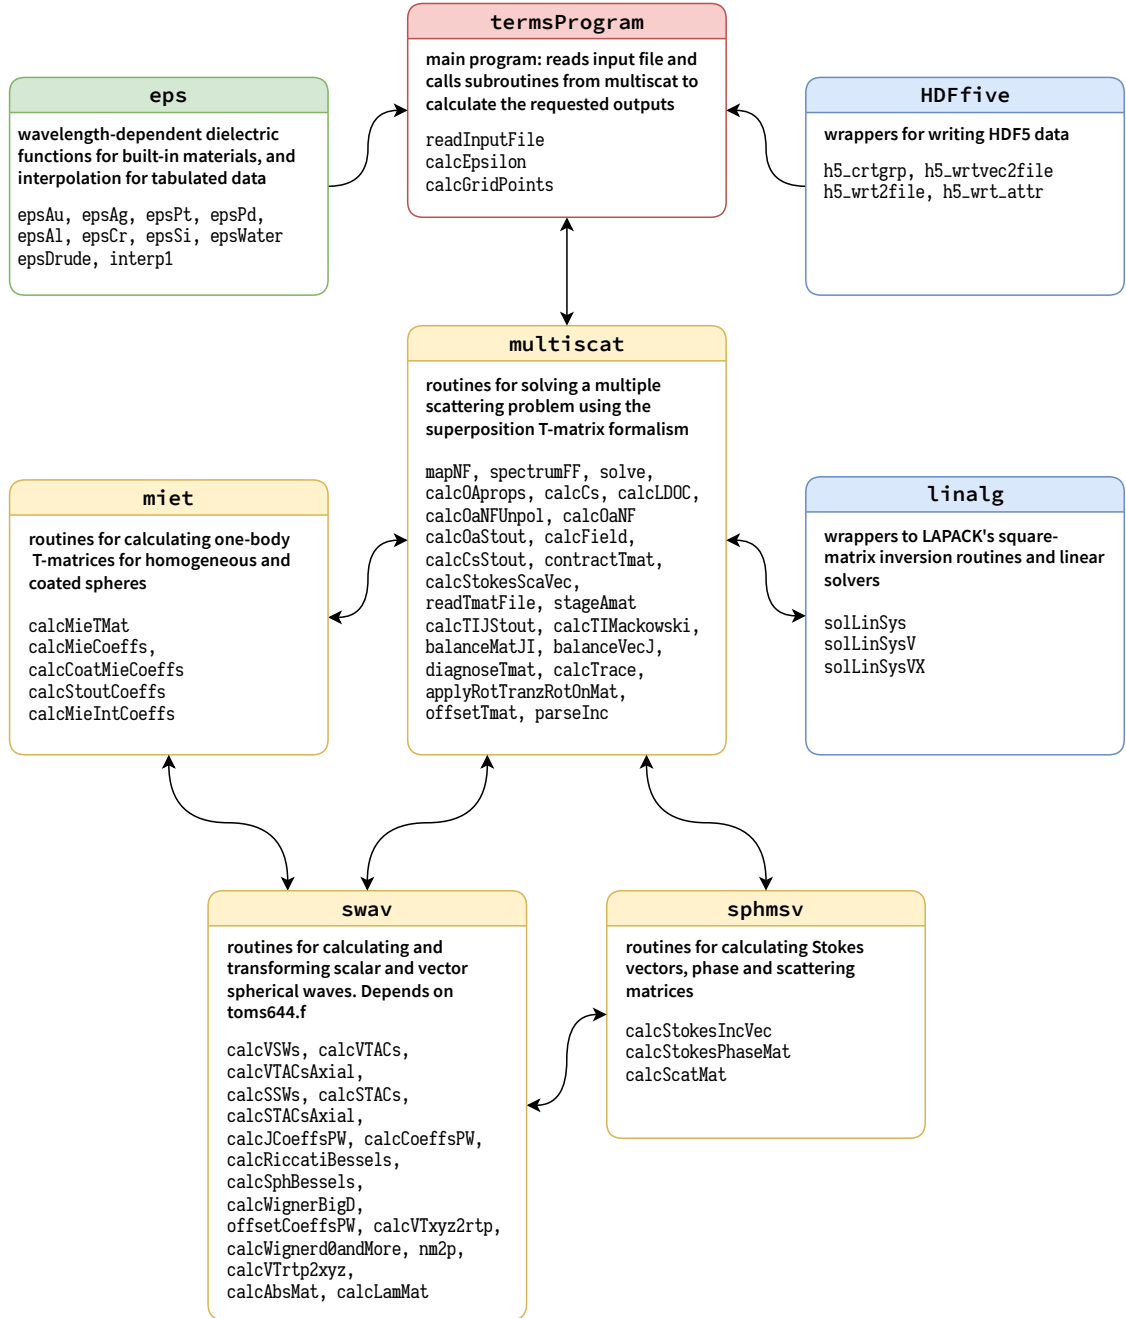 termsProgram
main program: reads input file and
calls subroutines from multiscat to
calculate the requested outputs
readInputFile
calcEpsilon
calcGridPoints
eps
wavelength-dependent dielectric
functions for built-in materials, and
interpolation for tabulated data
epsAu, epsAg, epsPt, epsPd,
epsAl, epsCr, epsSi, epsWater
epsDrude, interp1
HDFfive
wrappers for writing HDF5 data
h5_crtgrp, h5_wrtvec2file
h5_wrt2file, h5_wrt_attr
multiscat
routines for solving a multiple
scattering problem using the
superposition T-matrix formalism
mapNF, spectrumFF, solve,
calcOAprops, calcCs, calcLDOC,
calcOaNFUnpol, calcOaNF
calcOaStout, calcField,
calcCsStout, contractTmat,
calcStokesScaVec,
readTmatFile, stageAmat
calcTIJStout, calcTIMackowski,
balanceMatJI, balanceVecJ,
diagnoseTmat, calcTrace,
applyRotTranzRotOnMat,
offsetTmat, parseInc
miet
routines for calculating one-body
T-matrices for homogeneous and
coated spheres
calcMieTMat
calcMieCoeffs,
calcCoatMieCoeffs
calcStoutCoeffs
calcMieIntCoeffs
linalg
wrappers to LAPACK's square-
matrix inversion routines and linear
solvers
solLinSys
solLinSysV
solLinSysVX
swav
routines for calculating and
transforming scalar and vector
spherical waves. Depends on
toms644.f
calcVSWs, calcVTACs,
calcVTACsAxial,
calcSSWs, calcSTACs,
calcSTACsAxial,
calcJCoeffsPW, calcCoeffsPW,
calcRiccatiBessels,
calcSphBessels,
calcWignerBigD,
offsetCoeffsPW, calcVTxyz2rtp,
calcWignerd0andMore, nm2p,
calcVTrtp2xyz,
calcAbsMat, calcLamMat
sphmsv
routines for calculating Stokes
vectors, phase and scattering
matrices
calcStokesIncVec
calcStokesPhaseMat
calcScatMat